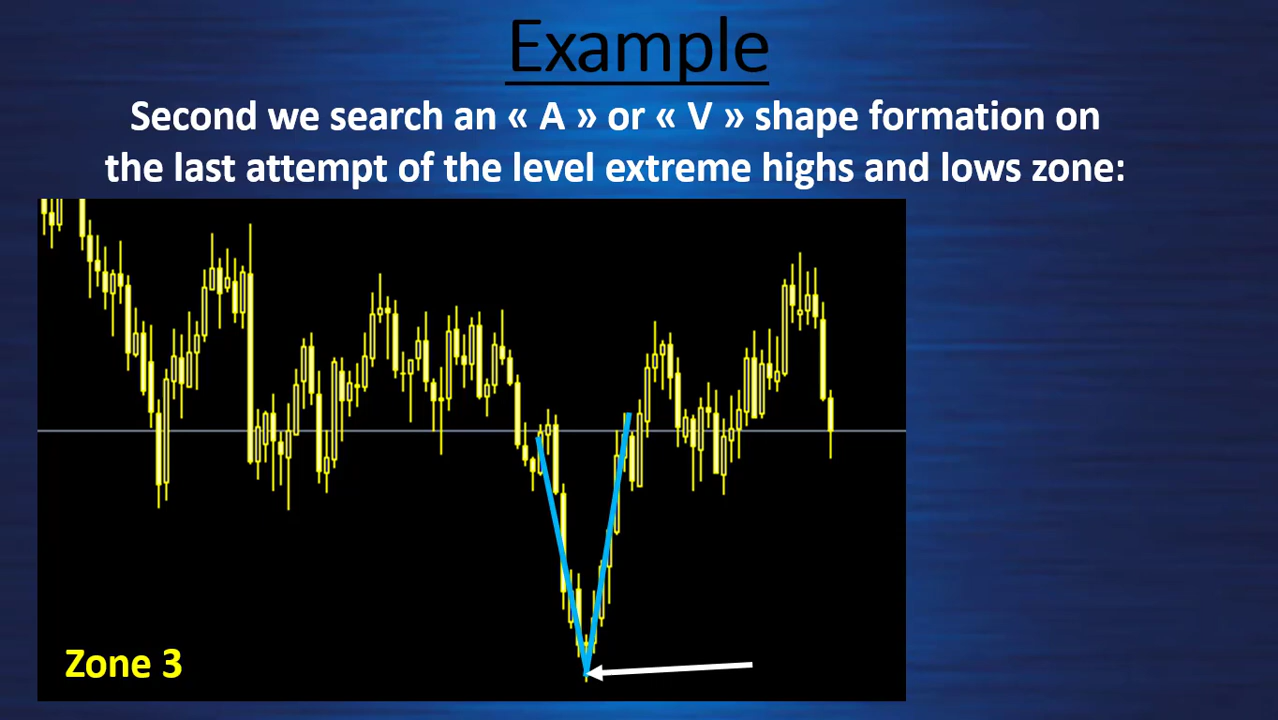 Example
Second we search an « A » or « V » shape formation on
the last attempt of the level extreme highs and lows zone:
Zone 3